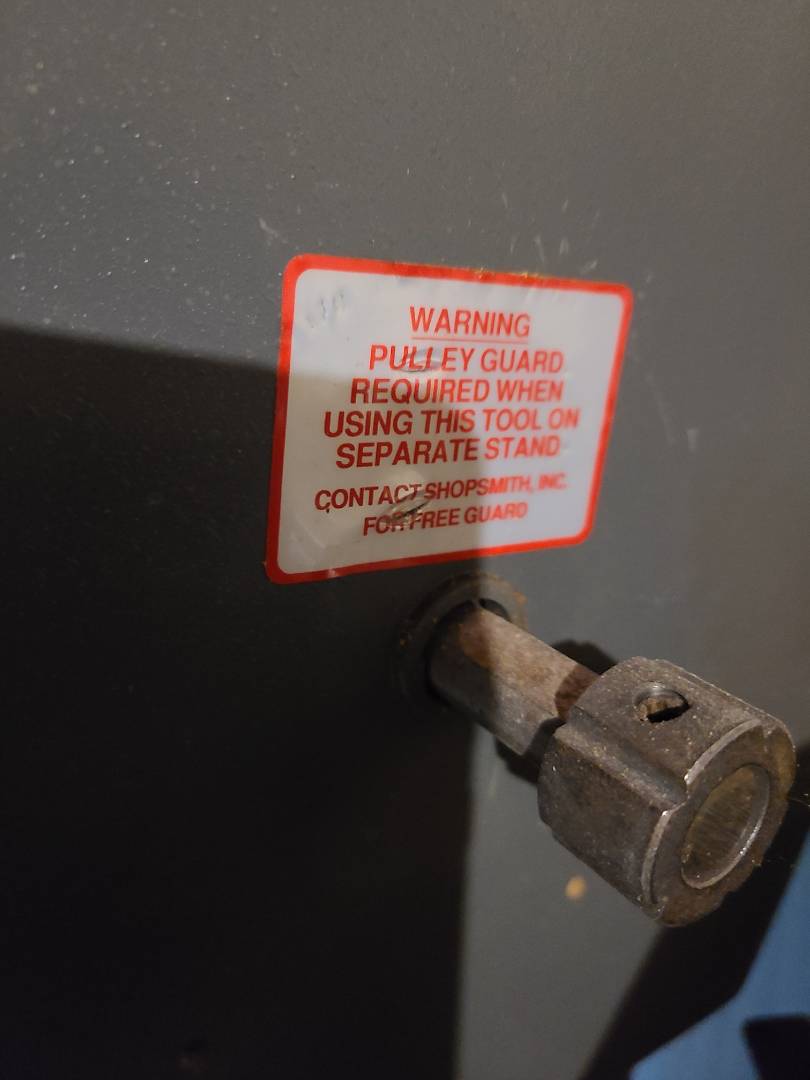 WARNING
PULLEY GUARD
REQUIRED WHEN
USING THIS TOOL ON
SEPARATE STAND
CONTACT SHOPSMITH, INC.
FOR FREE GUARD